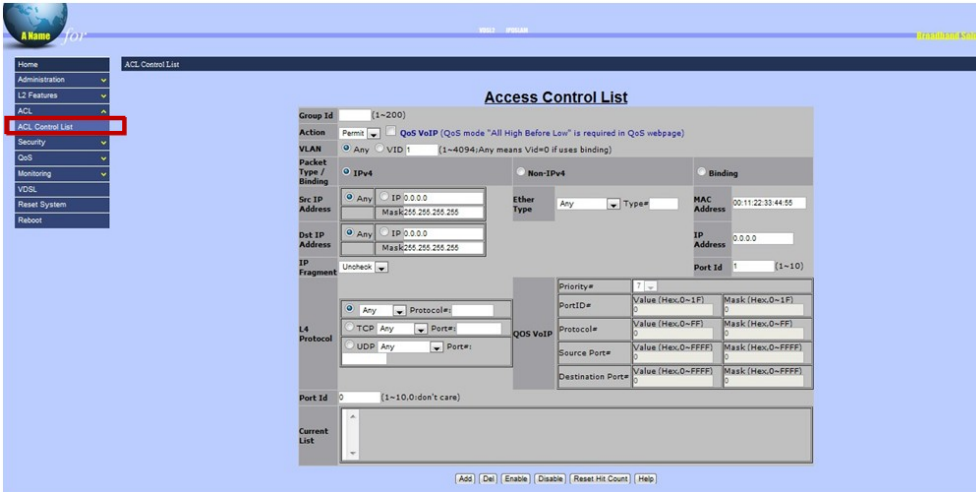 A Name for
VDSL2 IPDSLAM
Home
Administration
L2 Features
ACL
ACL Control List
Security
QoS
Monitoring
VDSL
Reset System
Reboot
ACL Control List
Access Control List
Group Id (1~200)
Action Permit QoS VoIP (QoS mode "All High Before Low" is required in QoS webpage)
VLAN Any VID 1 (1~4094;Any means Vid=0 if uses binding)
Packet Type / Binding IPv4 Non-IPv4 Binding
Src IP Address Any IP 0.0.0.0
Mask 255.255.255.255
Ether Type Any Type#
MAC Address 00:11:22:33:44:55
Dst IP Address Any IP 0.0.0.0
Mask 255.255.255.255
IP Address 0.0.0.0
IP Fragment Uncheck
Port Id 1 (1~10)
L4 Protocol
Any Protocol#:
TCP Any Port#:
UDP Any Port#:
QOS VoIP
Priority# 7
PortID# Value (Hex,0~1F) 0 Mask (Hex,0~1F) 0
Protocol# Value (Hex,0~FF) 0 Mask (Hex,0~FF) 0
Source Port# Value (Hex,0~FFFF) 0 Mask (Hex,0~FFFF) 0
Destination Port# Value (Hex,0~FFFF) 0 Mask (Hex,0~FFFF) 0
Port Id 0 (1~10,0:don't care)
Current List
Add Del Enable Disable Reset Hit Count Help